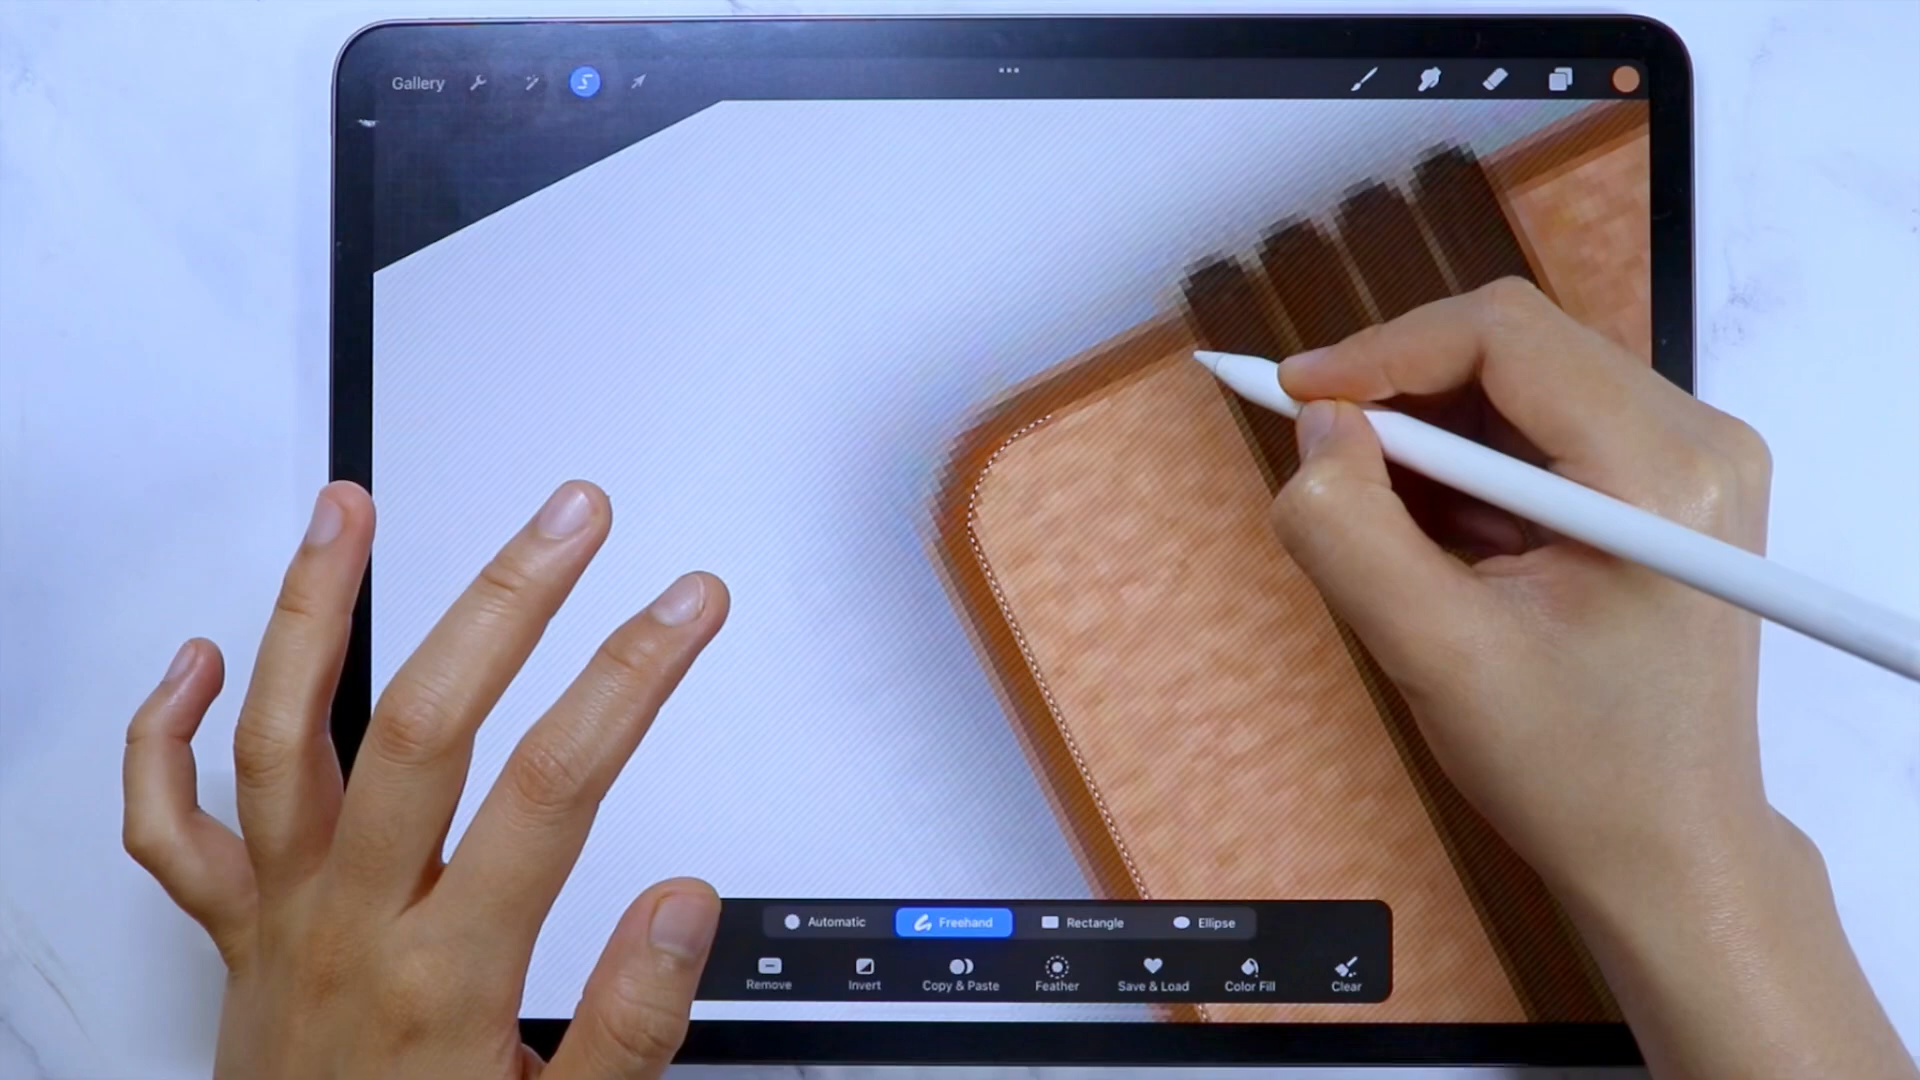 Gallery
Automatic Freehand Rectangle Ellipse
Remove Invert Copy & Paste Feather Save & Load Color Fill Clear